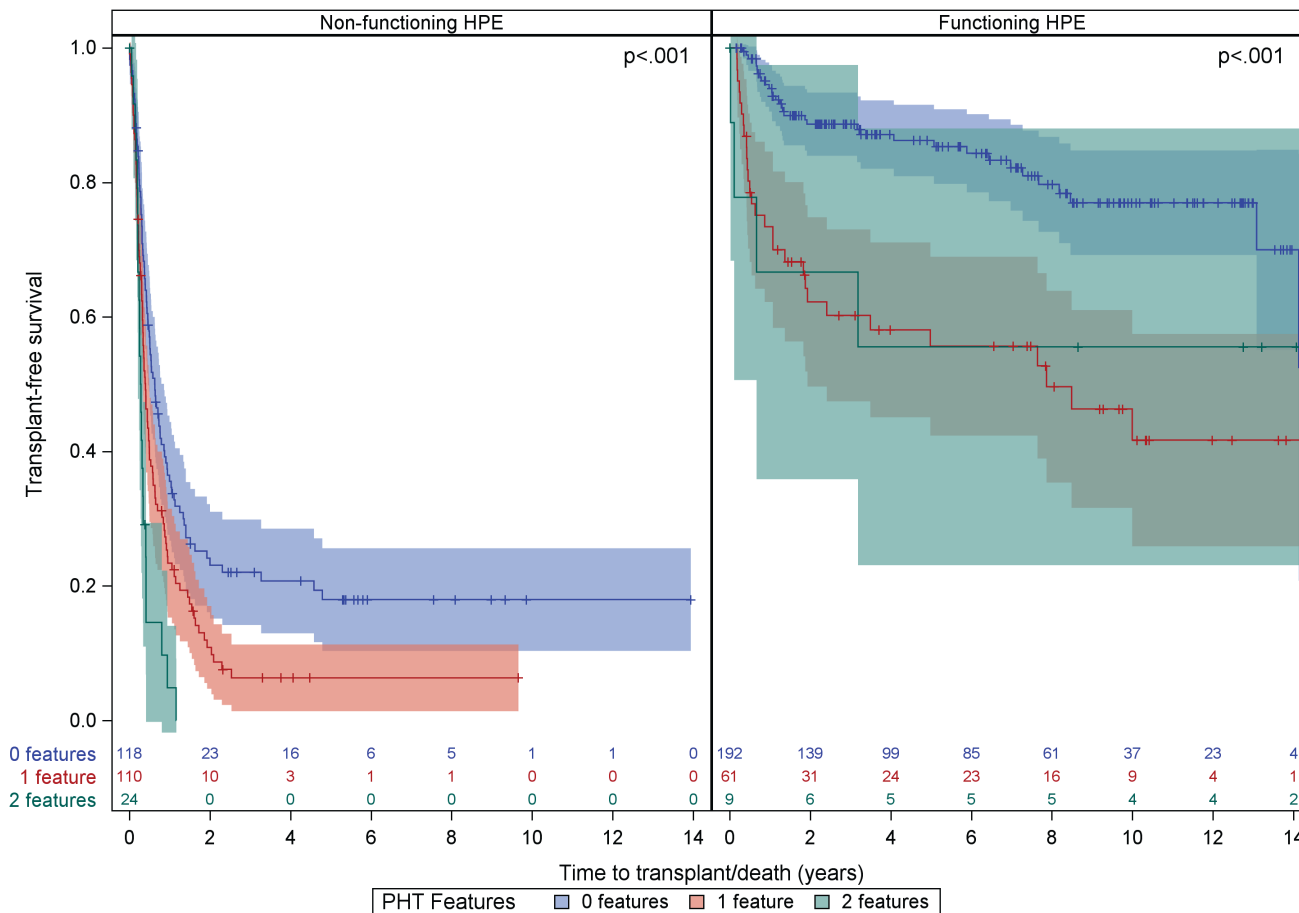 Non-functioning HPE Functioning HPE
p<.001 p<.001
1.0
0.8
0.6
0.4
0.2
0.0
Transplant-free survival
0 features 118 23 16 6 5 1 1 0 192 139 99 85 61 37 23 4
1 feature 110 10 3 1 1 0 0 0 61 31 24 23 16 9 4 1
2 features 24 0 0 0 0 0 0 0 9 6 5 5 5 4 4 2
0 2 4 6 8 10 12 14 0 2 4 6 8 10 12 14
Time to transplant/death (years)
PHT Features 0 features 1 feature 2 features